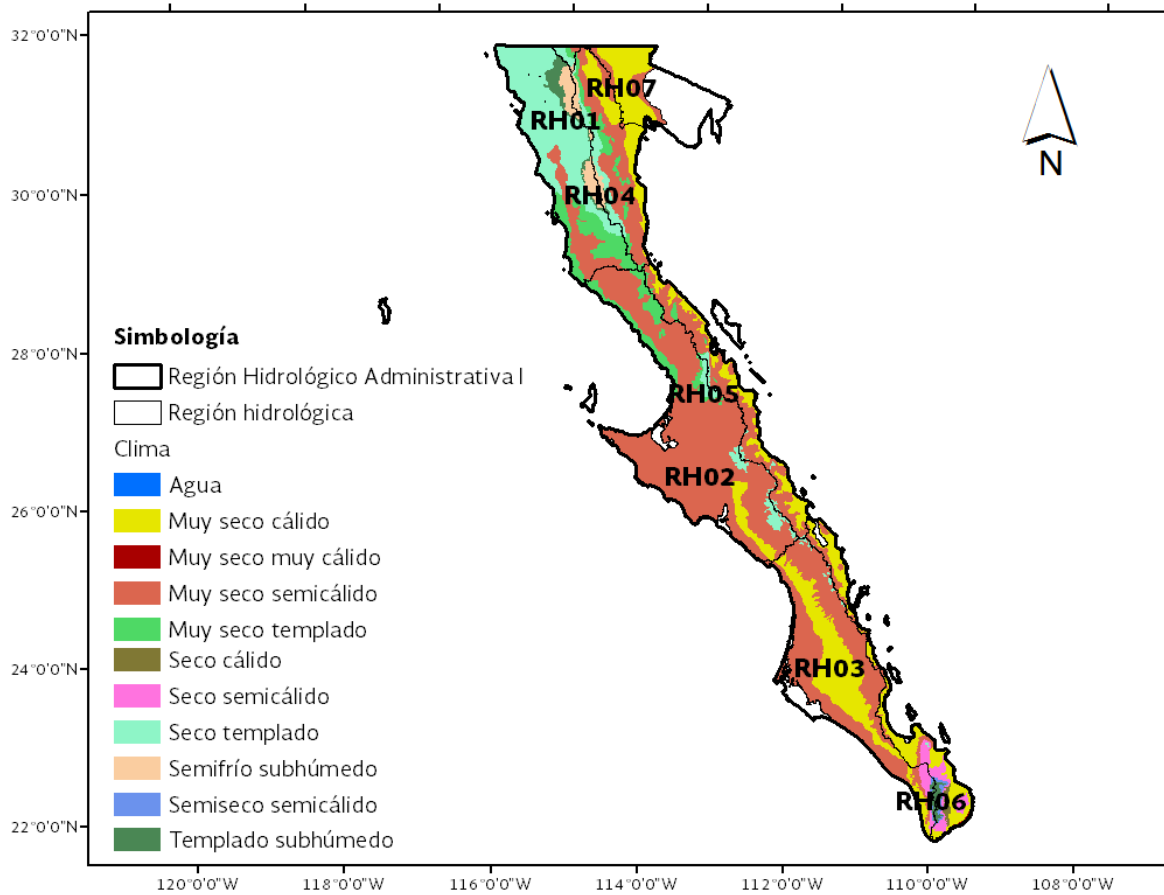 32°0'0"N
30°0'0"N
28°0'0"N
26°0'0"N
24°0'0"N
22°0'0"N
RH07
RH01
RH04
RH05
RH02
RH03
RH06
N
Simbología
Región Hidrológico Administrativa I
Región hidrológica
Clima
Agua
Muy seco cálido
Muy seco muy cálido
Muy seco semicálido
Muy seco templado
Seco cálido
Seco semicálido
Seco templado
Semifrío subhúmedo
Semiseco semicálido
Templado subhúmedo
120°0'0"W 118°0'0"W 116°0'0"W 114°0'0"W 112°0'0"W 110°0'0"W 108°0'0"W